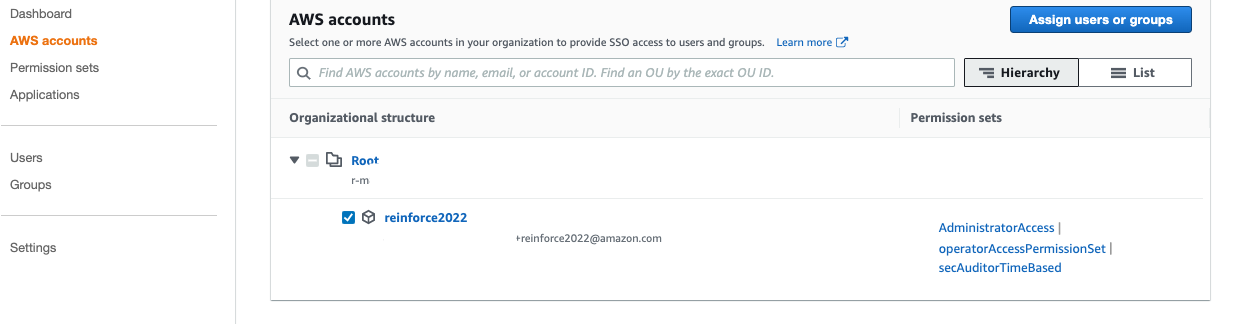 Dashboard
AWS accounts
Permission sets
Applications
Users
Groups
Settings
AWS accounts
Assign users or groups
Select one or more AWS accounts in your organization to provide SSO access to users and groups. Learn more
Find AWS accounts by name, email, or account ID. Find an OU by the exact OU ID.
Hierarchy
List
Organizational structure
Permission sets
Root
r-m
reinforce2022
+reinforce2022@amazon.com
AdministratorAccess |
operatorAccessPermissionSet |
secAuditorTimeBased